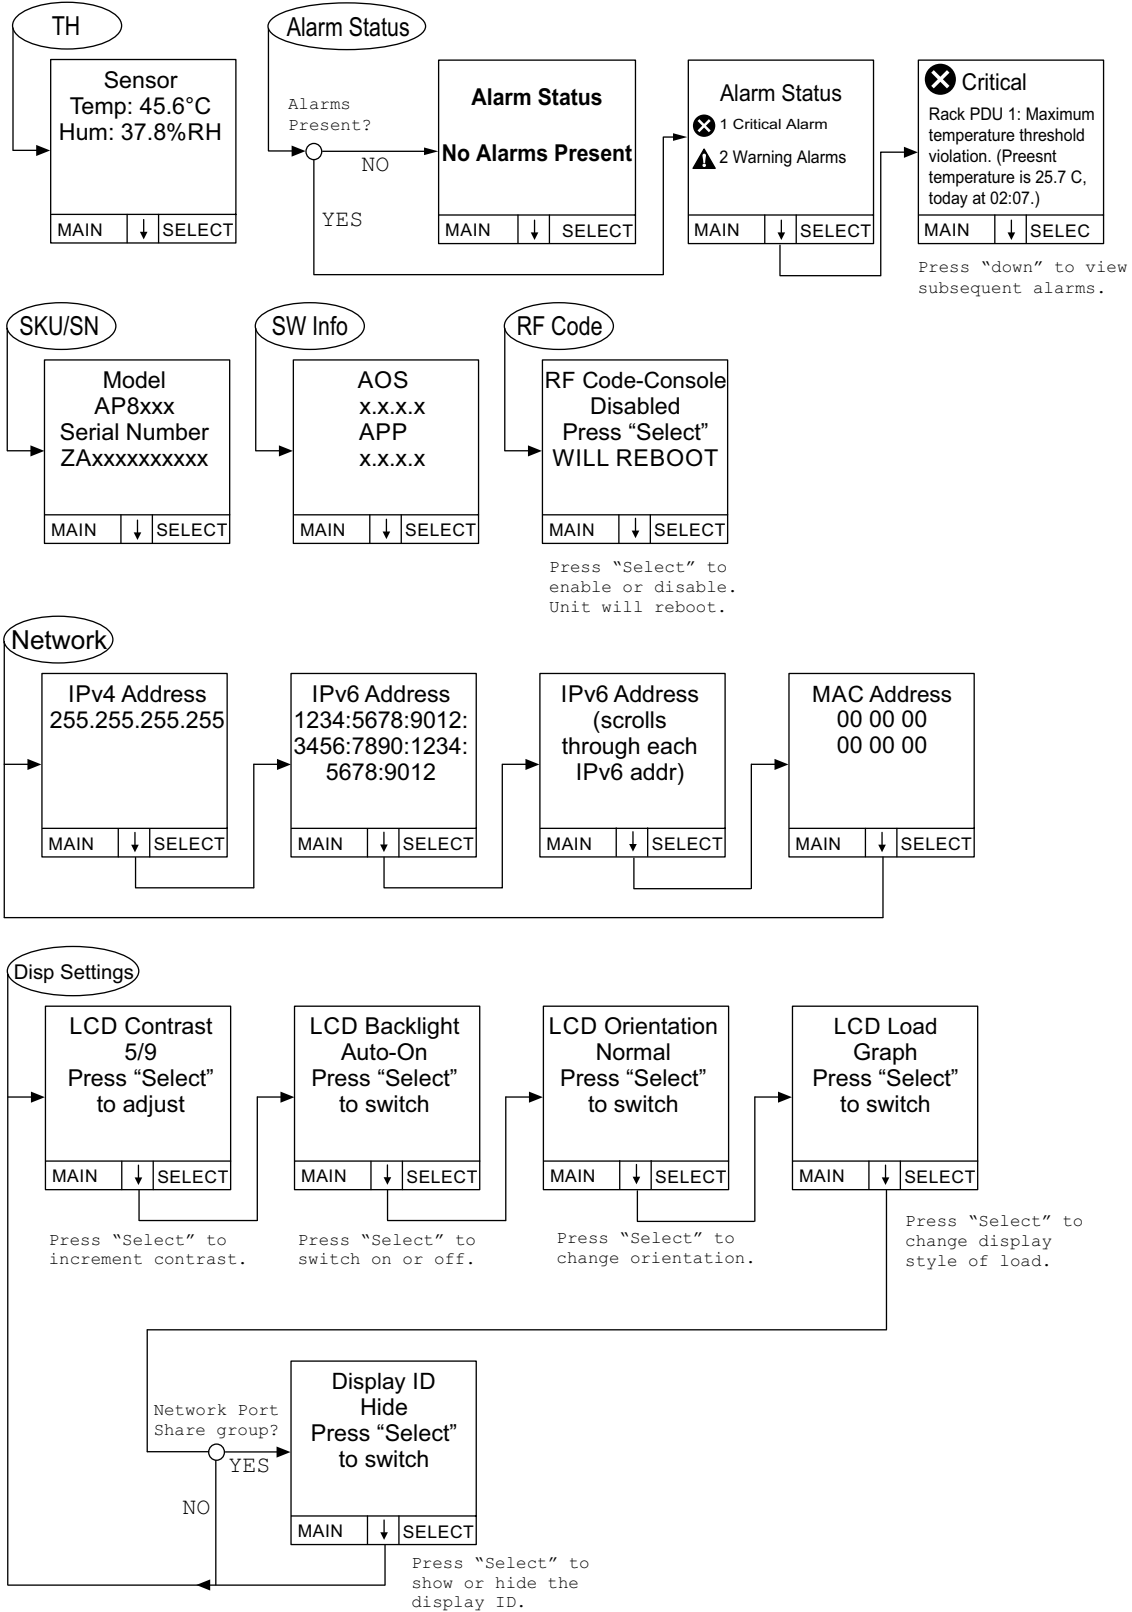 TH
Sensor
Temp: 45.6°C
Hum: 37.8%RH
MAIN ↓ SELECT
Alarm Status
Alarms
Present?
NO
YES
Alarm Status
No Alarms Present
MAIN ↓ SELECT
Alarm Status
1 Critical Alarm
2 Warning Alarms
MAIN ↓ SELECT
Critical
Rack PDU 1: Maximum
temperature threshold
violation. (Preesnt
temperature is 25.7 C,
today at 02:07.)
MAIN ↓ SELEC
Press “down” to view
subsequent alarms.
SKU/SN
Model
AP8xxx
Serial Number
ZAxxxxxxxxxx
MAIN ↓ SELECT
SW Info
AOS
x.x.x.x
APP
x.x.x.x
MAIN ↓ SELECT
RF Code
RF Code-Console
Disabled
Press “Select”
WILL REBOOT
MAIN ↓ SELECT
Press “Select” to
enable or disable.
Unit will reboot.
Network
IPv4 Address
255.255.255.255
MAIN ↓ SELECT
IPv6 Address
1234:5678:9012:
3456:7890:1234:
5678:9012
MAIN ↓ SELECT
IPv6 Address
(scrolls
through each
IPv6 addr)
MAIN ↓ SELECT
MAC Address
00 00 00
00 00 00
MAIN ↓ SELECT
Disp Settings
LCD Contrast
5/9
Press “Select”
to adjust
MAIN ↓ SELECT
Press “Select” to
increment contrast.
LCD Backlight
Auto-On
Press “Select”
to switch
MAIN ↓ SELECT
Press “Select” to
switch on or off.
LCD Orientation
Normal
Press “Select”
to switch
MAIN ↓ SELECT
Press “Select” to
change orientation.
LCD Load
Graph
Press “Select”
to switch
MAIN ↓ SELECT
Press “Select” to
change display
style of load.
Network Port
Share group?
YES
NO
Display ID
Hide
Press “Select”
to switch
MAIN ↓ SELECT
Press “Select” to
show or hide the
display ID.